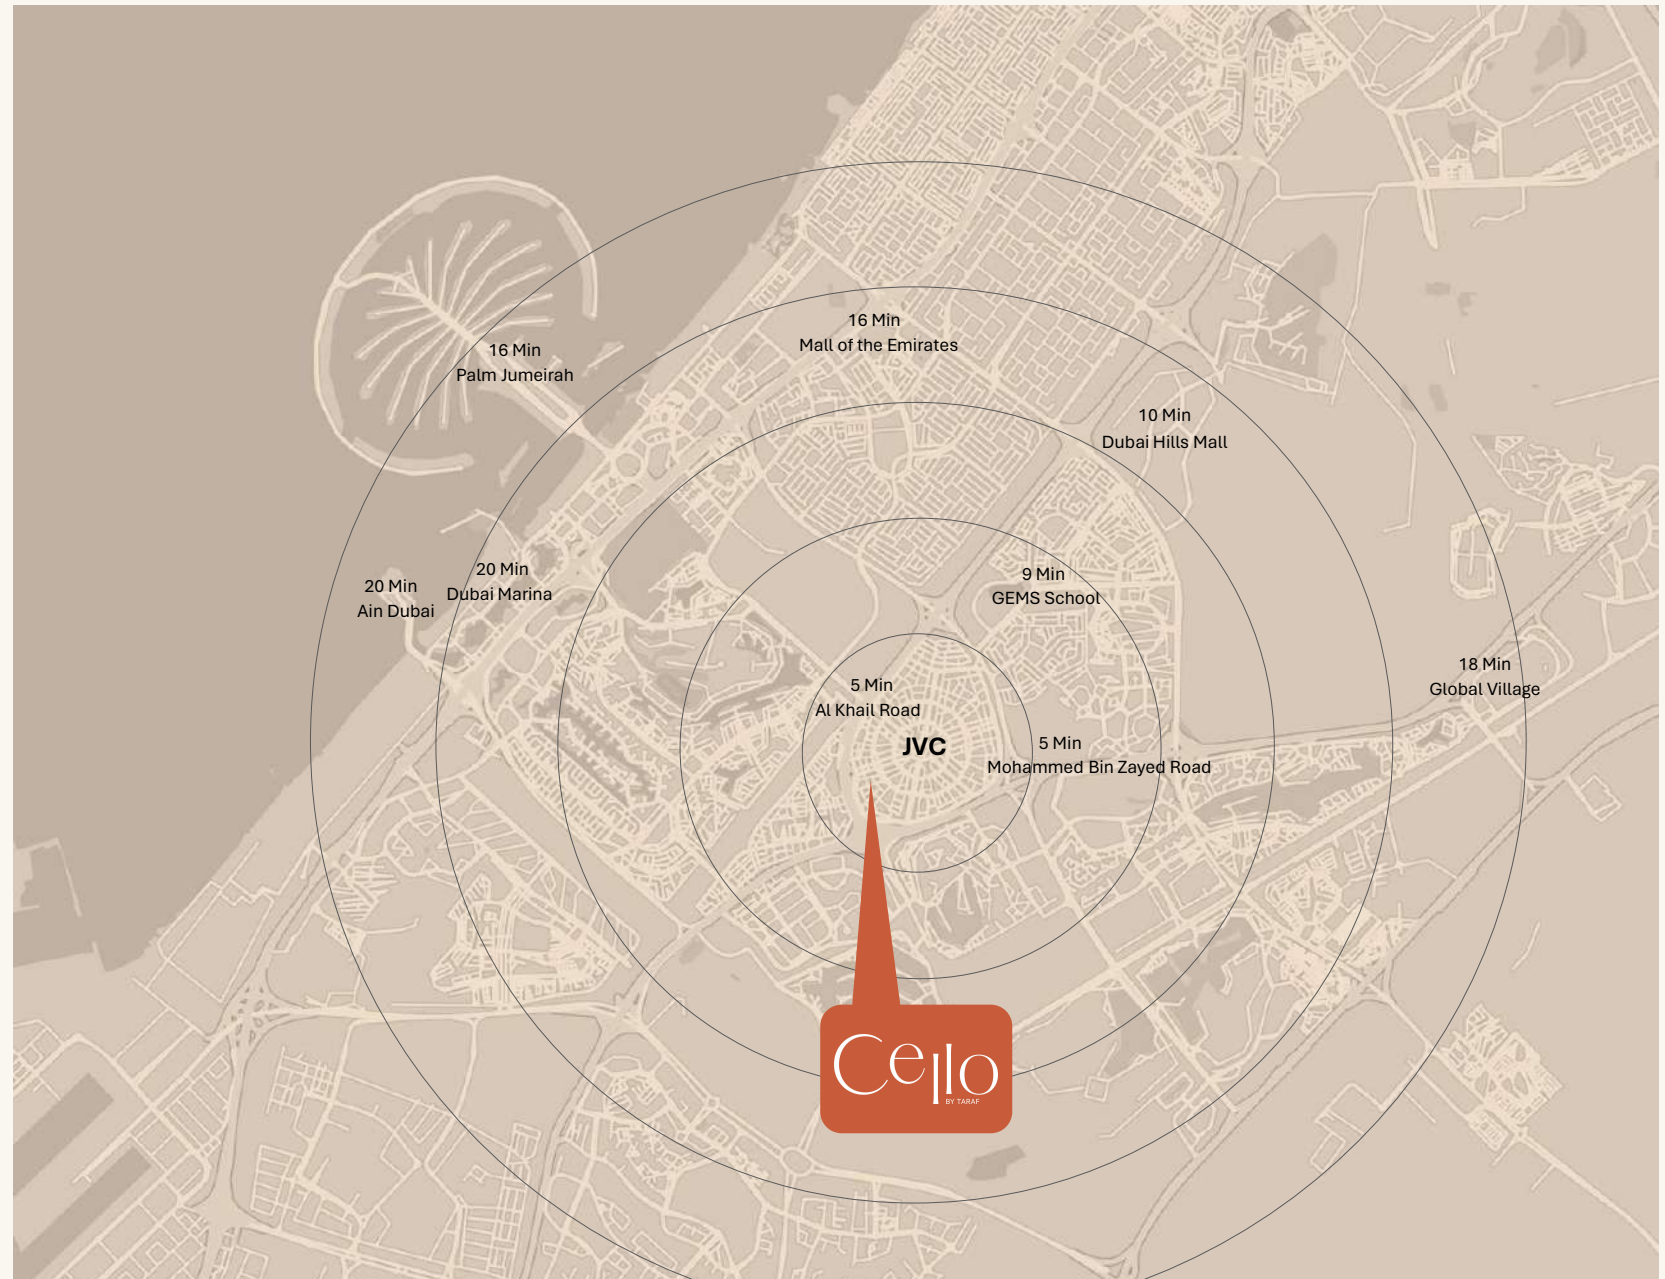 16 Min
Mall of the Emirates
16 Min
Palm Jumeirah
10 Min
Dubai Hills Mall
20 Min
Dubai Marina
20 Min
Ain Dubai
9 Min
GEMS School
18 Min
Global Village
5 Min
Al Khail Road
JVC
5 Min
Mohammed Bin Zayed Road
Cello
BY TARAF